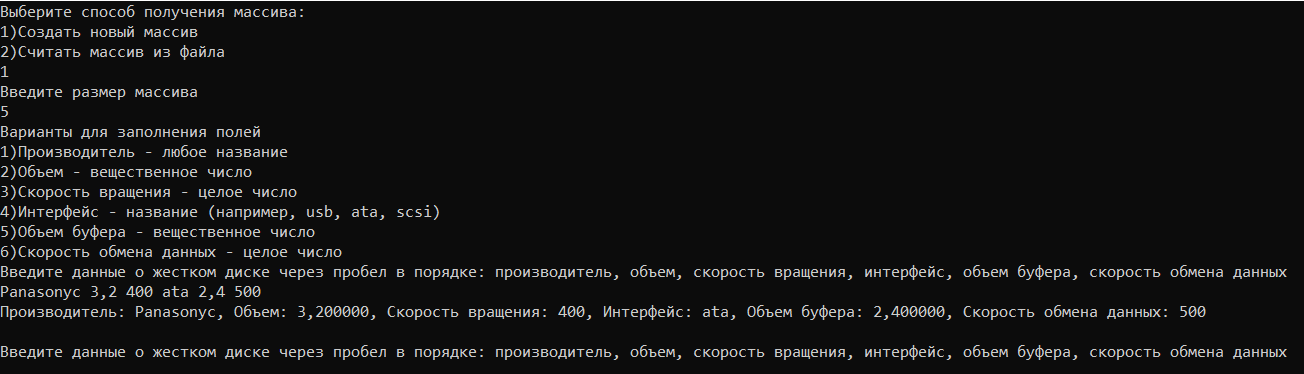 Выберите способ получения массива:
1)Создать новый массив
2)Считать массив из файла
1
Введите размер массива
5
Варианты для заполнения полей
1)Производитель - любое название
2)Объем - вещественное число
3)Скорость вращения - целое число
4)Интерфейс - название (например, usb, ata, scsi)
5)Объем буфера - вещественное число
6)Скорость обмена данных - целое число
Введите данные о жестком диске через пробел в порядке: производитель, объем, скорость вращения, интерфейс, объем буфера, скорость обмена данных
Panasonyc 3,2 400 ata 2,4 500
Производитель: Panasonyc, Объем: 3,200000, Скорость вращения: 400, Интерфейс: ata, Объем буфера: 2,400000, Скорость обмена данных: 500
Введите данные о жестком диске через пробел в порядке: производитель, объем, скорость вращения, интерфейс, объем буфера, скорость обмена данных